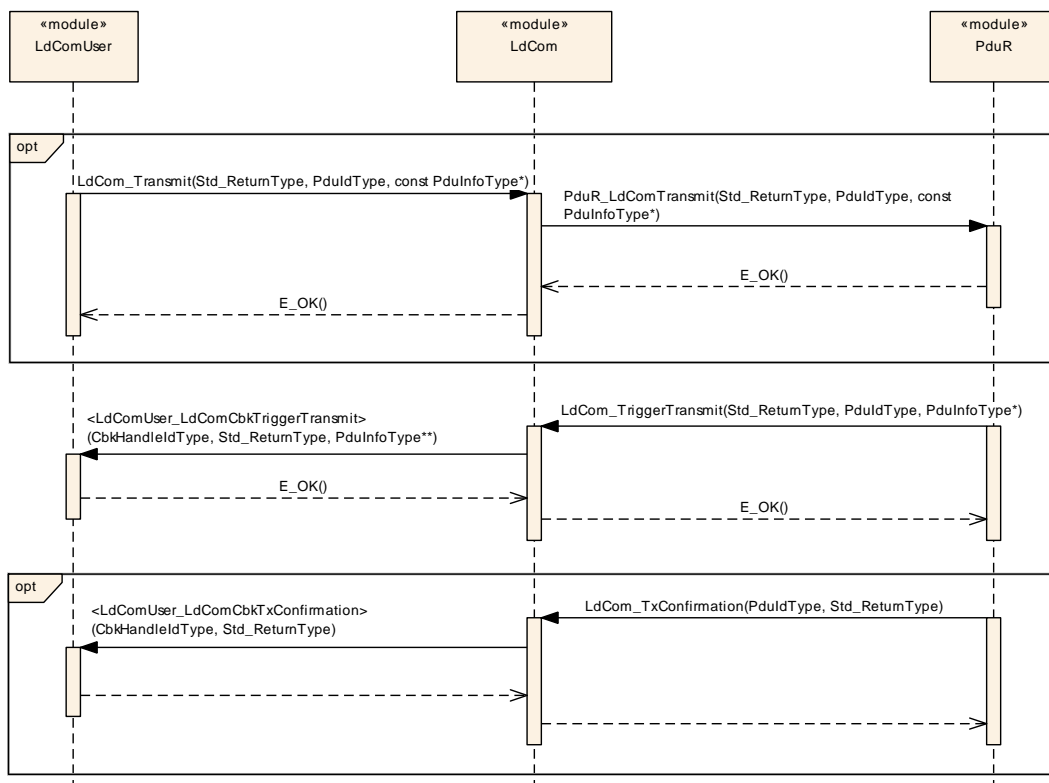 «module»
LdComUser
«module»
LdCom
«module»
PduR
opt
LdCom_Transmit(Std_ReturnType, PduIdType, const PduInfoType*)
PduR_LdComTransmit(Std_ReturnType, PduIdType, const
PduInfoType*)
E_OK()
E_OK()
<LdComUser_LdComCbkTriggerTransmit>
(CbkHandleIdType, Std_ReturnType, PduInfoType**)
LdCom_TriggerTransmit(Std_ReturnType, PduIdType, PduInfoType*)
E_OK()
E_OK()
opt
<LdComUser_LdComCbkTxConfirmation>
(CbkHandleIdType, Std_ReturnType)
LdCom_TxConfirmation(PduIdType, Std_ReturnType)